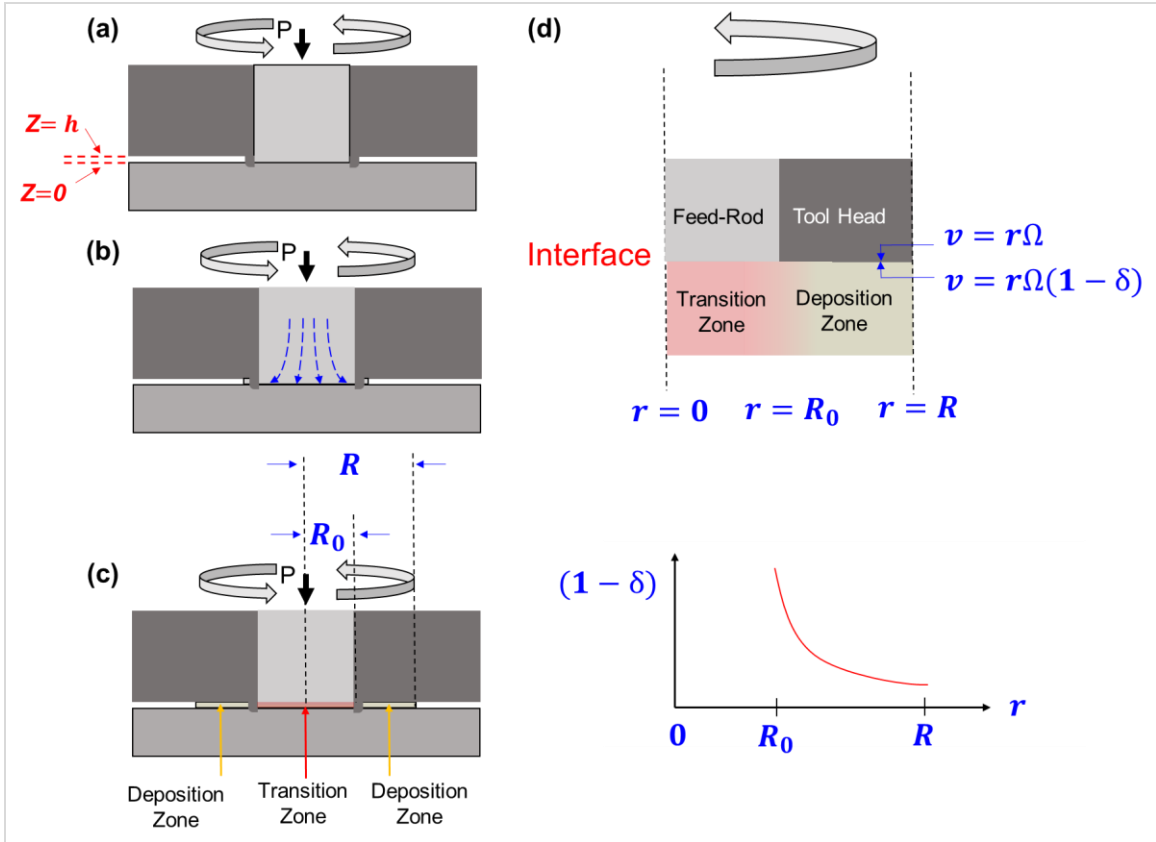 (a)
P
Z= h
Z=0
(b)
P
R
R₀
(c)
P
Deposition
Zone
Transition
Zone
Deposition
Zone
(d)
Feed-Rod
Tool Head
Interface
v = rΩ
v = rΩ(1 − δ)
Transition
Zone
Deposition
Zone
r = 0
r = R₀
r = R
(1 − δ)
r
0
R₀
R